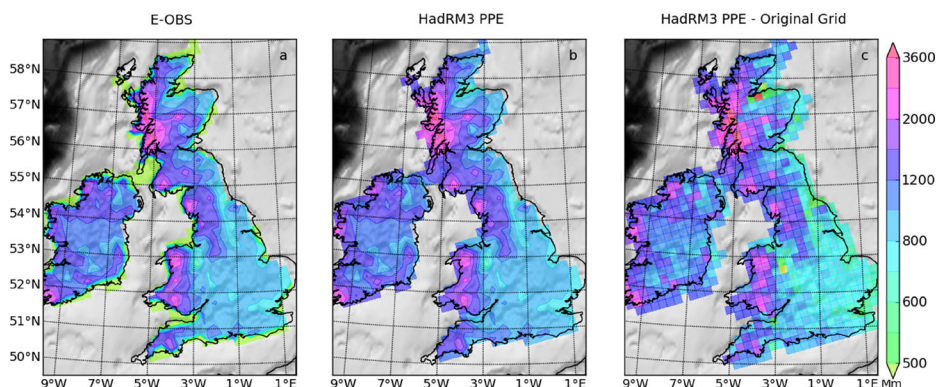 E-OBS
HadRM3 PPE
HadRM3 PPE - Original Grid
a
b
c
58°N
57°N
56°N
55°N
54°N
53°N
52°N
51°N
50°N
9°W 7°W 5°W 3°W 1°W 1°E
9°W 7°W 5°W 3°W 1°W 1°E
9°W 7°W 5°W 3°W 1°W 1°E
3600
2000
1200
800
600
500
Mm